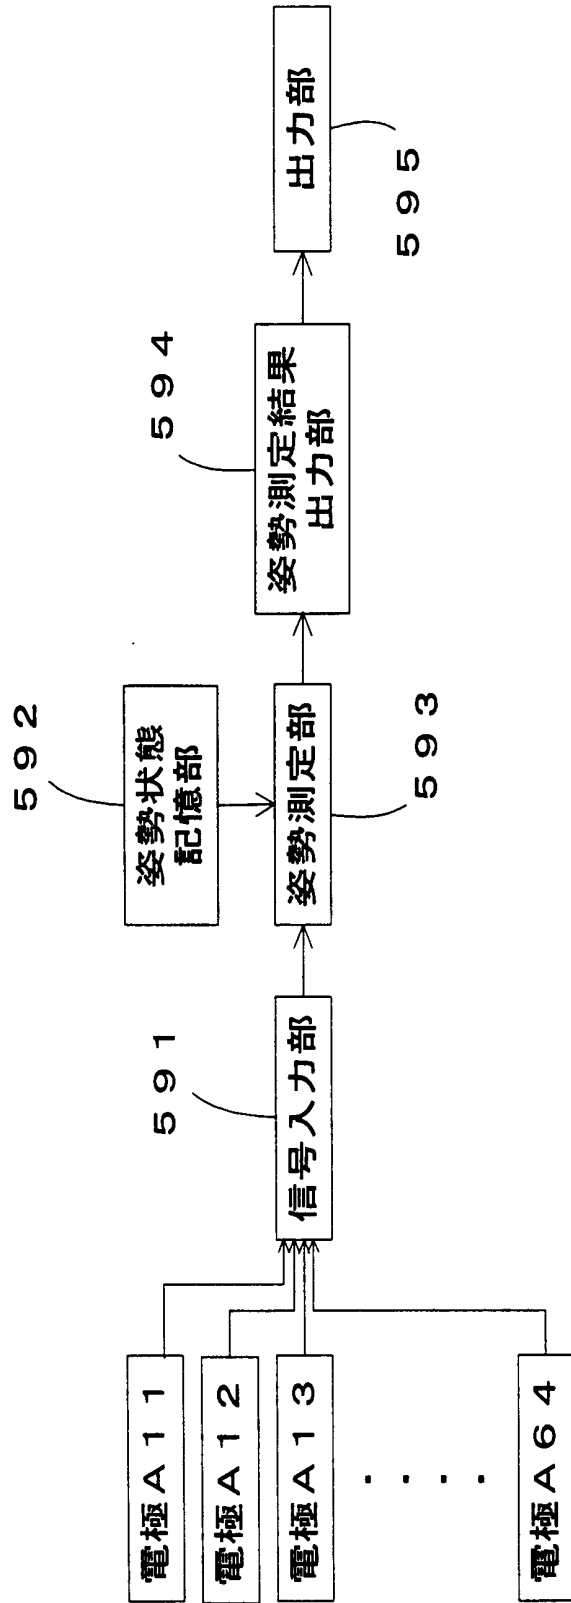 電極A11
電極A12
電極A13
・・・・
電極A64
591
信号入力部
592
姿勢状態
記憶部
姿勢測定部
593
594
姿勢測定結果
出力部
出力部
595